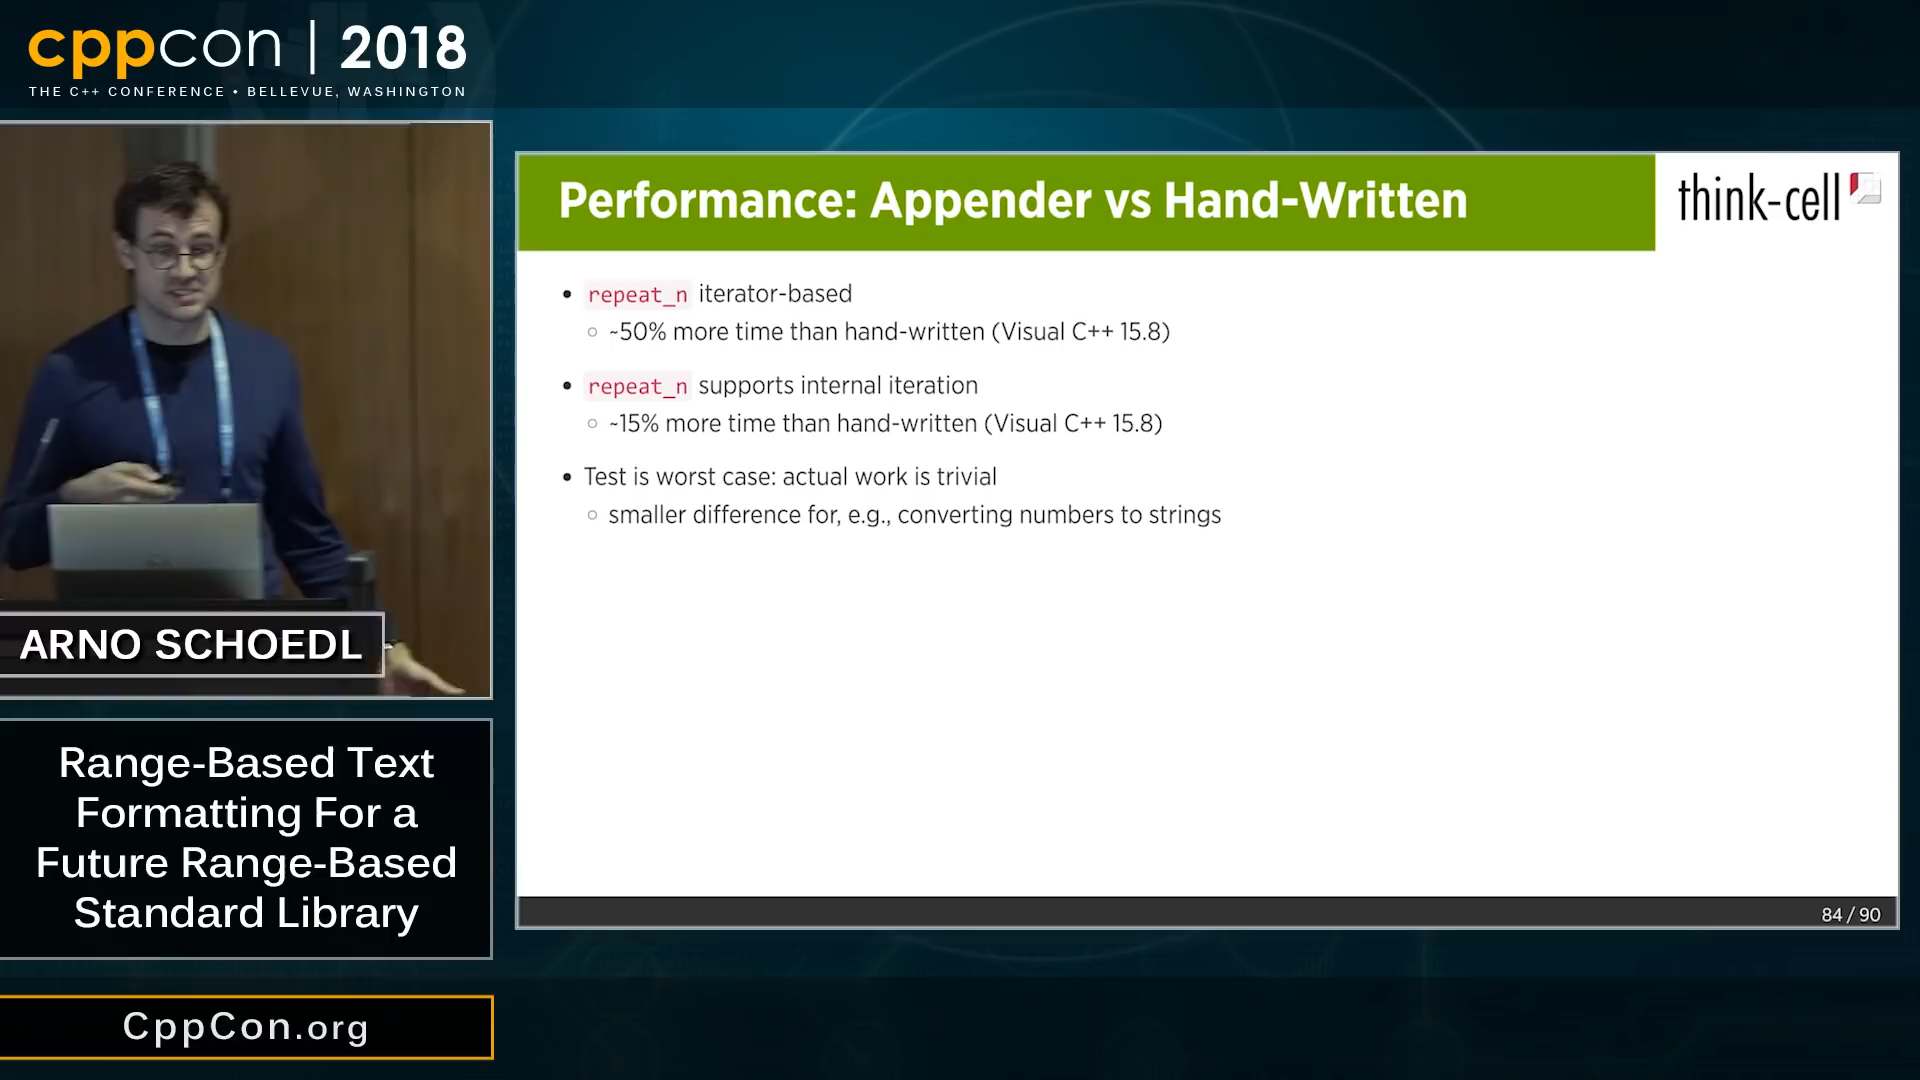 cppcon | 2018
THE C++ CONFERENCE • BELLEVUE, WASHINGTON
Performance: Appender vs Hand-Written
think-cell
• repeat_n iterator-based
○ ~50% more time than hand-written (Visual C++ 15.8)
• repeat_n supports internal iteration
○ ~15% more time than hand-written (Visual C++ 15.8)
• Test is worst case: actual work is trivial
○ smaller difference for, e.g., converting numbers to strings
84 / 90
ARNO SCHOEDL
Range-Based Text
Formatting For a
Future Range-Based
Standard Library
CppCon.org